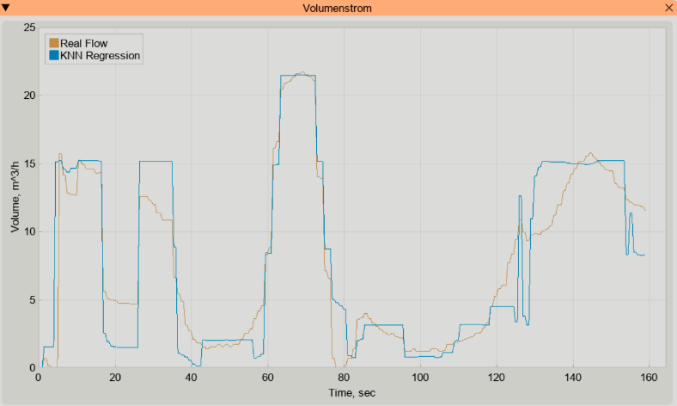 Volumenstrom
Real Flow
KNN Regression
Volume, m^3/h
25
20
15
10
5
0
0 20 40 60 80 100 120 140 160
Time, sec